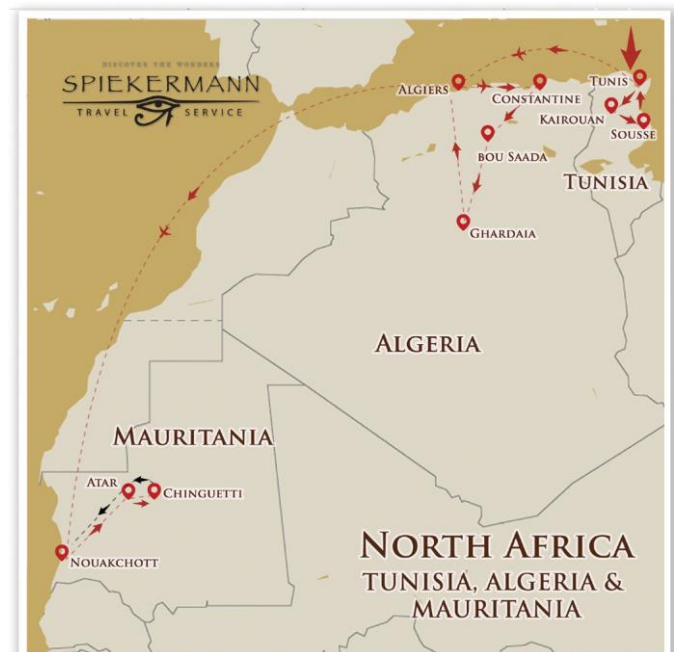 DISCOVER THE WONDERS
SPIEKERMANN
TRAVEL SERVICE
ALGIERS
CONSTANTINE
TUNIS
KAIROUAN
SOUSSE
BOU SAADA
TUNISIA
GHARDAIA
ALGERIA
MAURITANIA
ATAR
CHINGUETTI
NOUAKCHOTT
NORTH AFRICA
TUNISIA, ALGERIA &
MAURITANIA